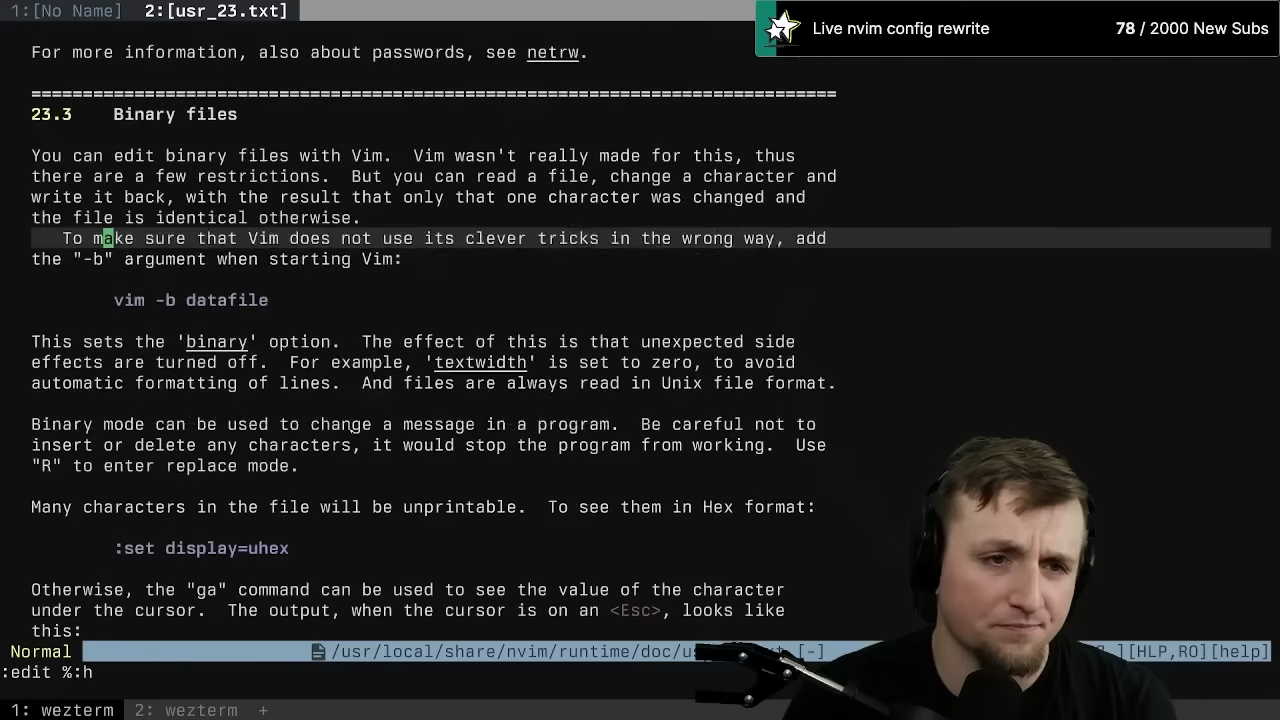 1:[No Name]  2:[usr_23.txt]
Live nvim config rewrite 78 / 2000 New Subs
For more information, also about passwords, see netrw.
==============================================================================
23.3 Binary files
You can edit binary files with Vim.  Vim wasn't really made for this, thus
there are a few restrictions.  But you can read a file, change a character and
write it back, with the result that only that one character was changed and
the file is identical otherwise.
To make sure that Vim does not use its clever tricks in the wrong way, add
the "-b" argument when starting Vim:
vim -b datafile
This sets the 'binary' option.  The effect of this is that unexpected side
effects are turned off.  For example, 'textwidth' is set to zero, to avoid
automatic formatting of lines.  And files are always read in Unix file format.
Binary mode can be used to change a message in a program.  Be careful not to
insert or delete any characters, it would stop the program from working.  Use
"R" to enter replace mode.
Many characters in the file will be unprintable.  To see them in Hex format:
:set display=uhex
Otherwise, the "ga" command can be used to see the value of the character
under the cursor.  The output, when the cursor is on an <Esc>, looks like
this:
Normal /usr/local/share/nvim/runtime/doc/us [-] ][HLP,RO][help]
:edit %:h
1: wezterm  2: wezterm  +